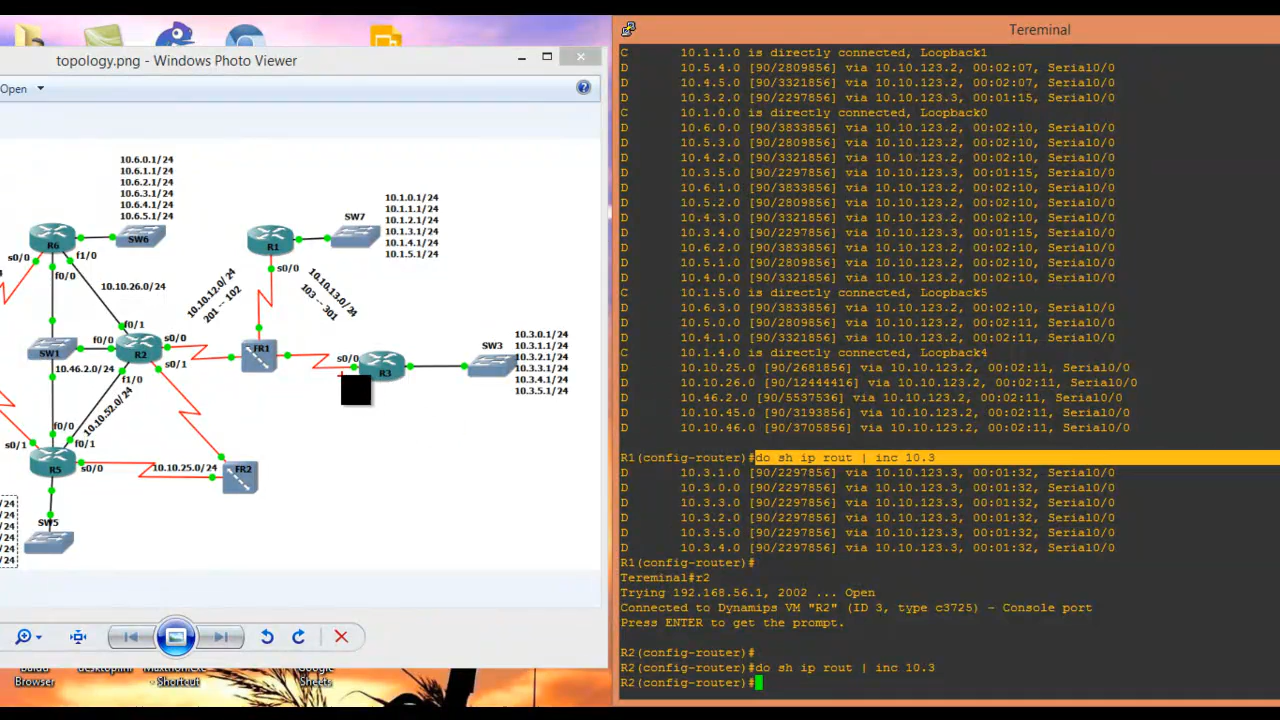 Tereminal
topology.png - Windows Photo Viewer
Open
10.6.0.1/24
10.6.1.1/24
10.6.2.1/24
10.6.3.1/24
10.6.4.1/24
10.6.5.1/24
10.1.0.1/24
10.1.1.1/24
10.1.2.1/24
10.1.3.1/24
10.1.4.1/24
10.1.5.1/24
SW7
R6
SW6
R1
s0/0
f1/0
f0/0
s0/0
10.10.26.0/24
10.10.12.0/24
201 -- 102
10.10.13.0/24
103 -- 301
f0/1
f0/0
R2
s0/0
s0/1
SW1
10.46.2.0/24
f1/0
10.10.52.0/24
FR1
s0/0
R3
SW3
10.3.0.1/24
10.3.1.1/24
10.3.2.1/24
10.3.3.1/24
10.3.4.1/24
10.3.5.1/24
f0/0
f0/1
s0/1
R5
s0/0
10.10.25.0/24
FR2
SW5
/24
/24
/24
/24
/24
/24
Browser
desktop.ini
Maxthon.exe
- Shortcut
Google
Sheets
C 10.1.1.0 is directly connected, Loopback1
D 10.5.4.0 [90/2809856] via 10.10.123.2, 00:02:07, Serial0/0
D 10.4.5.0 [90/3321856] via 10.10.123.2, 00:02:07, Serial0/0
D 10.3.2.0 [90/2297856] via 10.10.123.3, 00:01:15, Serial0/0
C 10.1.0.0 is directly connected, Loopback0
D 10.6.0.0 [90/3833856] via 10.10.123.2, 00:02:10, Serial0/0
D 10.5.3.0 [90/2809856] via 10.10.123.2, 00:02:10, Serial0/0
D 10.4.2.0 [90/3321856] via 10.10.123.2, 00:02:10, Serial0/0
D 10.3.5.0 [90/2297856] via 10.10.123.3, 00:01:15, Serial0/0
D 10.6.1.0 [90/3833856] via 10.10.123.2, 00:02:10, Serial0/0
D 10.5.2.0 [90/2809856] via 10.10.123.2, 00:02:10, Serial0/0
D 10.4.3.0 [90/3321856] via 10.10.123.2, 00:02:10, Serial0/0
D 10.3.4.0 [90/2297856] via 10.10.123.3, 00:01:15, Serial0/0
D 10.6.2.0 [90/3833856] via 10.10.123.2, 00:02:10, Serial0/0
D 10.5.1.0 [90/2809856] via 10.10.123.2, 00:02:10, Serial0/0
D 10.4.0.0 [90/3321856] via 10.10.123.2, 00:02:10, Serial0/0
C 10.1.5.0 is directly connected, Loopback5
D 10.6.3.0 [90/3833856] via 10.10.123.2, 00:02:10, Serial0/0
D 10.5.0.0 [90/2809856] via 10.10.123.2, 00:02:11, Serial0/0
D 10.4.1.0 [90/3321856] via 10.10.123.2, 00:02:11, Serial0/0
C 10.1.4.0 is directly connected, Loopback4
D 10.10.25.0 [90/2681856] via 10.10.123.2, 00:02:11, Serial0/0
D 10.10.26.0 [90/12444416] via 10.10.123.2, 00:02:11, Serial0/0
D 10.46.2.0 [90/5537536] via 10.10.123.2, 00:02:11, Serial0/0
D 10.10.45.0 [90/3193856] via 10.10.123.2, 00:02:11, Serial0/0
D 10.10.46.0 [90/3705856] via 10.10.123.2, 00:02:11, Serial0/0
R1(config-router)#do sh ip rout | inc 10.3
D 10.3.1.0 [90/2297856] via 10.10.123.3, 00:01:32, Serial0/0
D 10.3.0.0 [90/2297856] via 10.10.123.3, 00:01:32, Serial0/0
D 10.3.3.0 [90/2297856] via 10.10.123.3, 00:01:32, Serial0/0
D 10.3.2.0 [90/2297856] via 10.10.123.3, 00:01:32, Serial0/0
D 10.3.5.0 [90/2297856] via 10.10.123.3, 00:01:32, Serial0/0
D 10.3.4.0 [90/2297856] via 10.10.123.3, 00:01:32, Serial0/0
R1(config-router)#
Tereminal#r2
Trying 192.168.56.1, 2002 ... Open
Connected to Dynamips VM "R2" (ID 3, type c3725) - Console port
Press ENTER to get the prompt.
R2(config-router)#
R2(config-router)#do sh ip rout | inc 10.3
R2(config-router)#